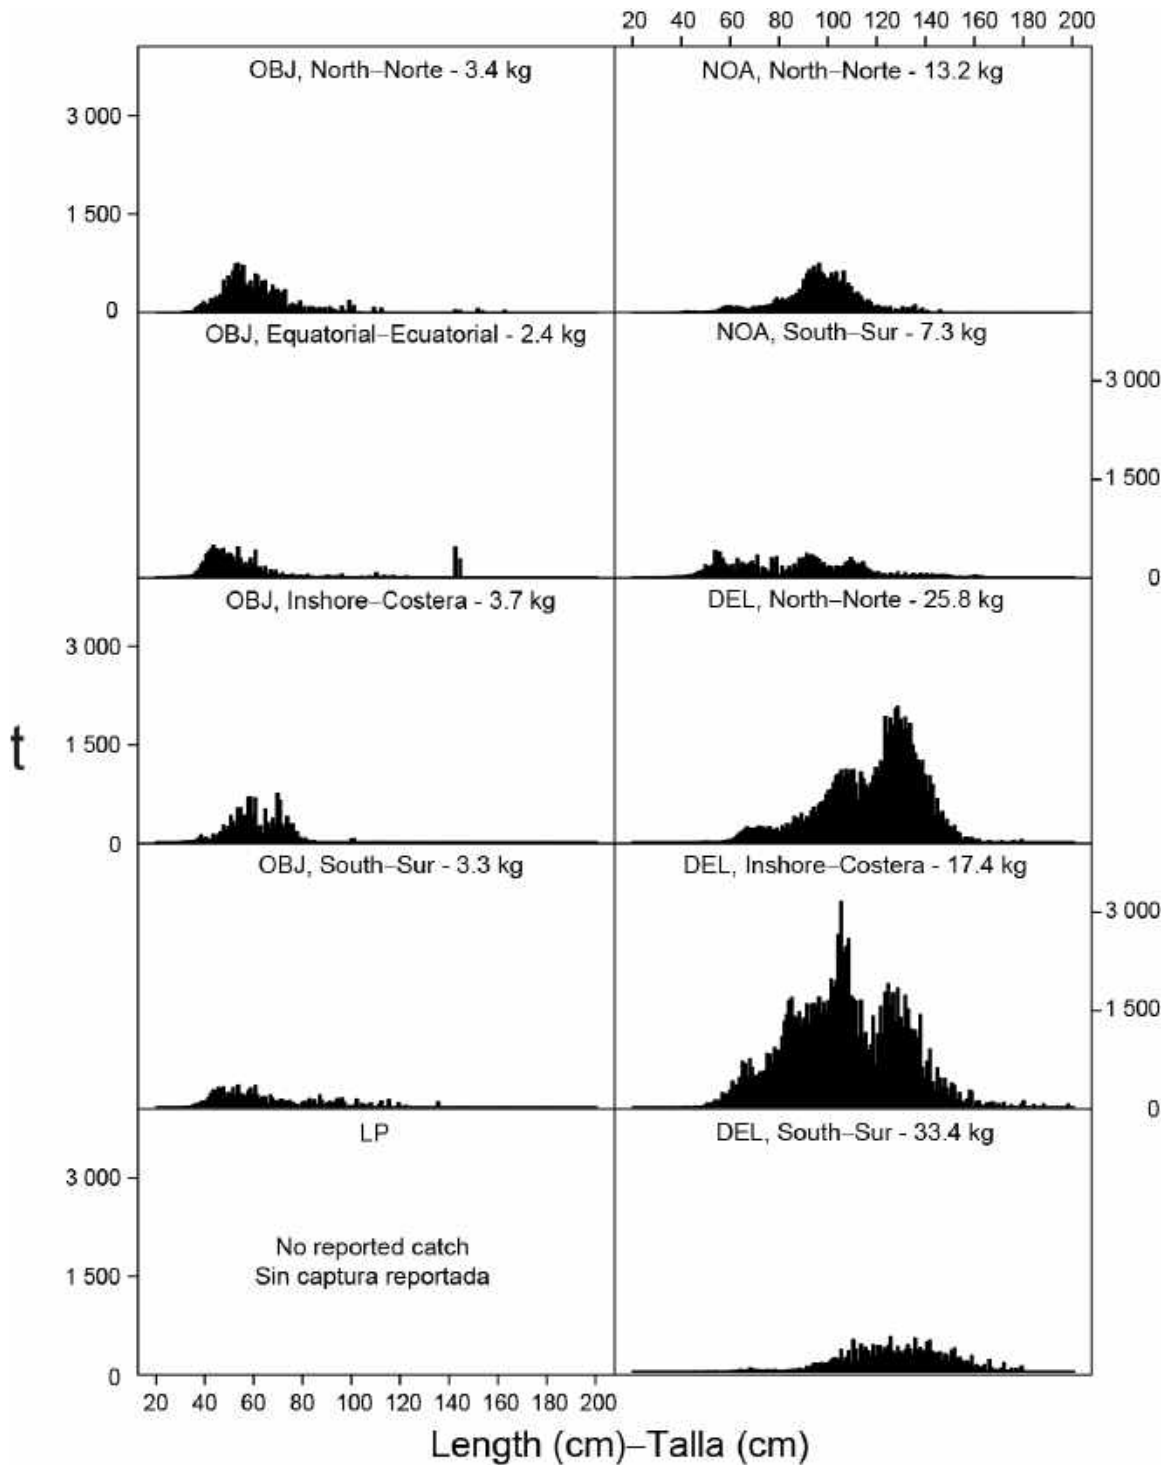 20 40 60 80 100 120 140 160 180 200
OBJ, North–Norte - 3.4 kg
NOA, North–Norte - 13.2 kg
3 000
1 500
0
OBJ, Equatorial–Ecuatorial - 2.4 kg
NOA, South–Sur - 7.3 kg
3 000
1 500
0
OBJ, Inshore–Costera - 3.7 kg
DEL, North–Norte - 25.8 kg
3 000
t
1 500
0
OBJ, South–Sur - 3.3 kg
DEL, Inshore–Costera - 17.4 kg
3 000
1 500
0
LP
DEL, South–Sur - 33.4 kg
3 000
No reported catch
Sin captura reportada
1 500
0
20 40 60 80 100 120 140 160 180 200
Length (cm)–Talla (cm)